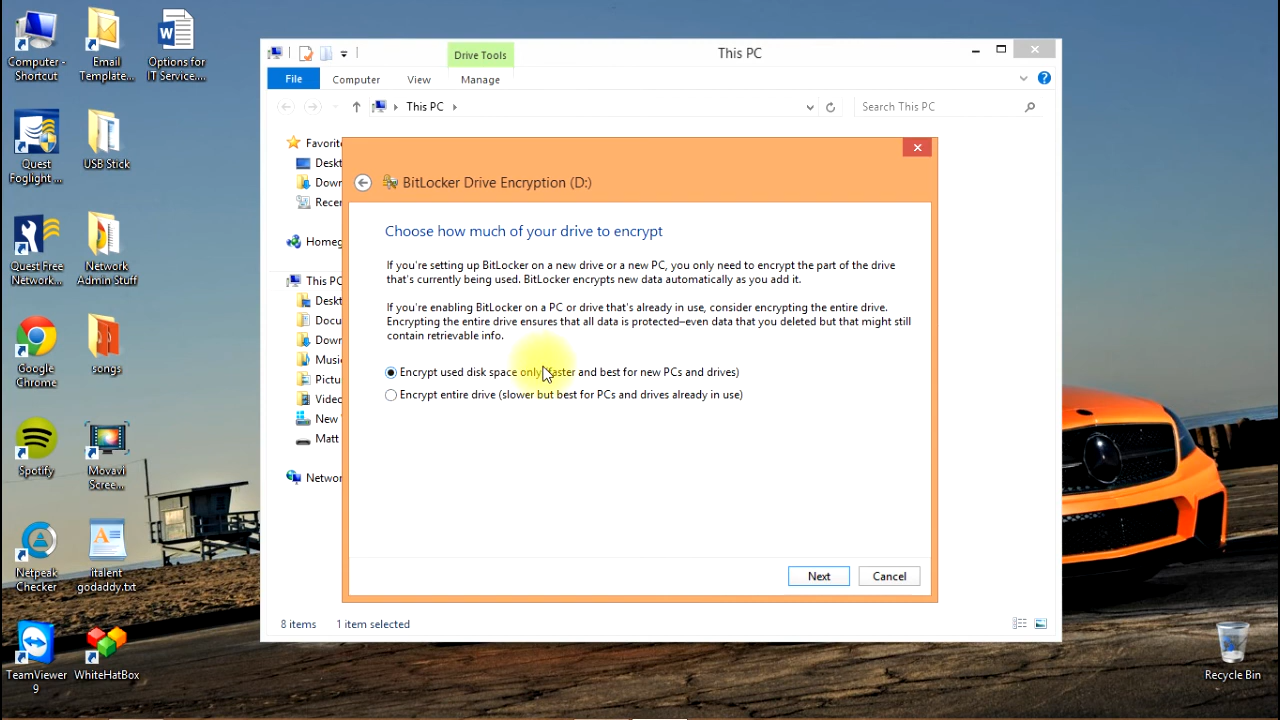 Computer -
Shortcut
Email
Template...
Options for
IT Service....
Quest
Foglight ...
USB Stick
Quest Free
Network...
Network
Admin Stuff
Google
Chrome
songs
Spotify
Movavi
Scree...
Netpeak
Checker
italent
godaddy.txt
TeamViewer
9
WhiteHatBox
Drive Tools
This PC
File
Computer
View
Manage
This PC
Search This PC
Favorite
Deskt
Down
Recen
Homeg
This PC
Deskt
Docu
Down
Music
Pictu
Video
New
Matt
Networ
BitLocker Drive Encryption (D:)
Choose how much of your drive to encrypt
If you're setting up BitLocker on a new drive or a new PC, you only need to encrypt the part of the drive
that's currently being used. BitLocker encrypts new data automatically as you add it.
If you're enabling BitLocker on a PC or drive that's already in use, consider encrypting the entire drive.
Encrypting the entire drive ensures that all data is protected–even data that you deleted but that might still
contain retrievable info.
Encrypt used disk space only (faster and best for new PCs and drives)
Encrypt entire drive (slower but best for PCs and drives already in use)
Next
Cancel
8 items
1 item selected
Recycle Bin